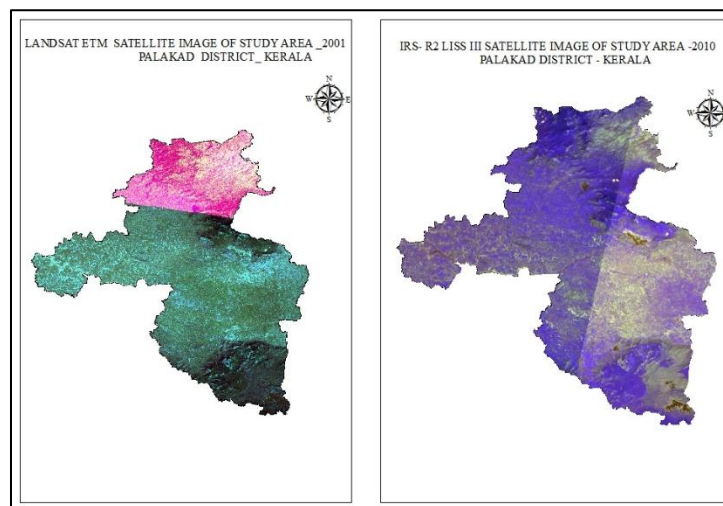 LANDSAT ETM SATELLITE IMAGE OF STUDY AREA _2001
PALAKAD DISTRICT_ KERALA
N
E
S
W
IRS- R2 LISS III SATELLITE IMAGE OF STUDY AREA -2010
PALAKAD DISTRICT - KERALA
N
W
S